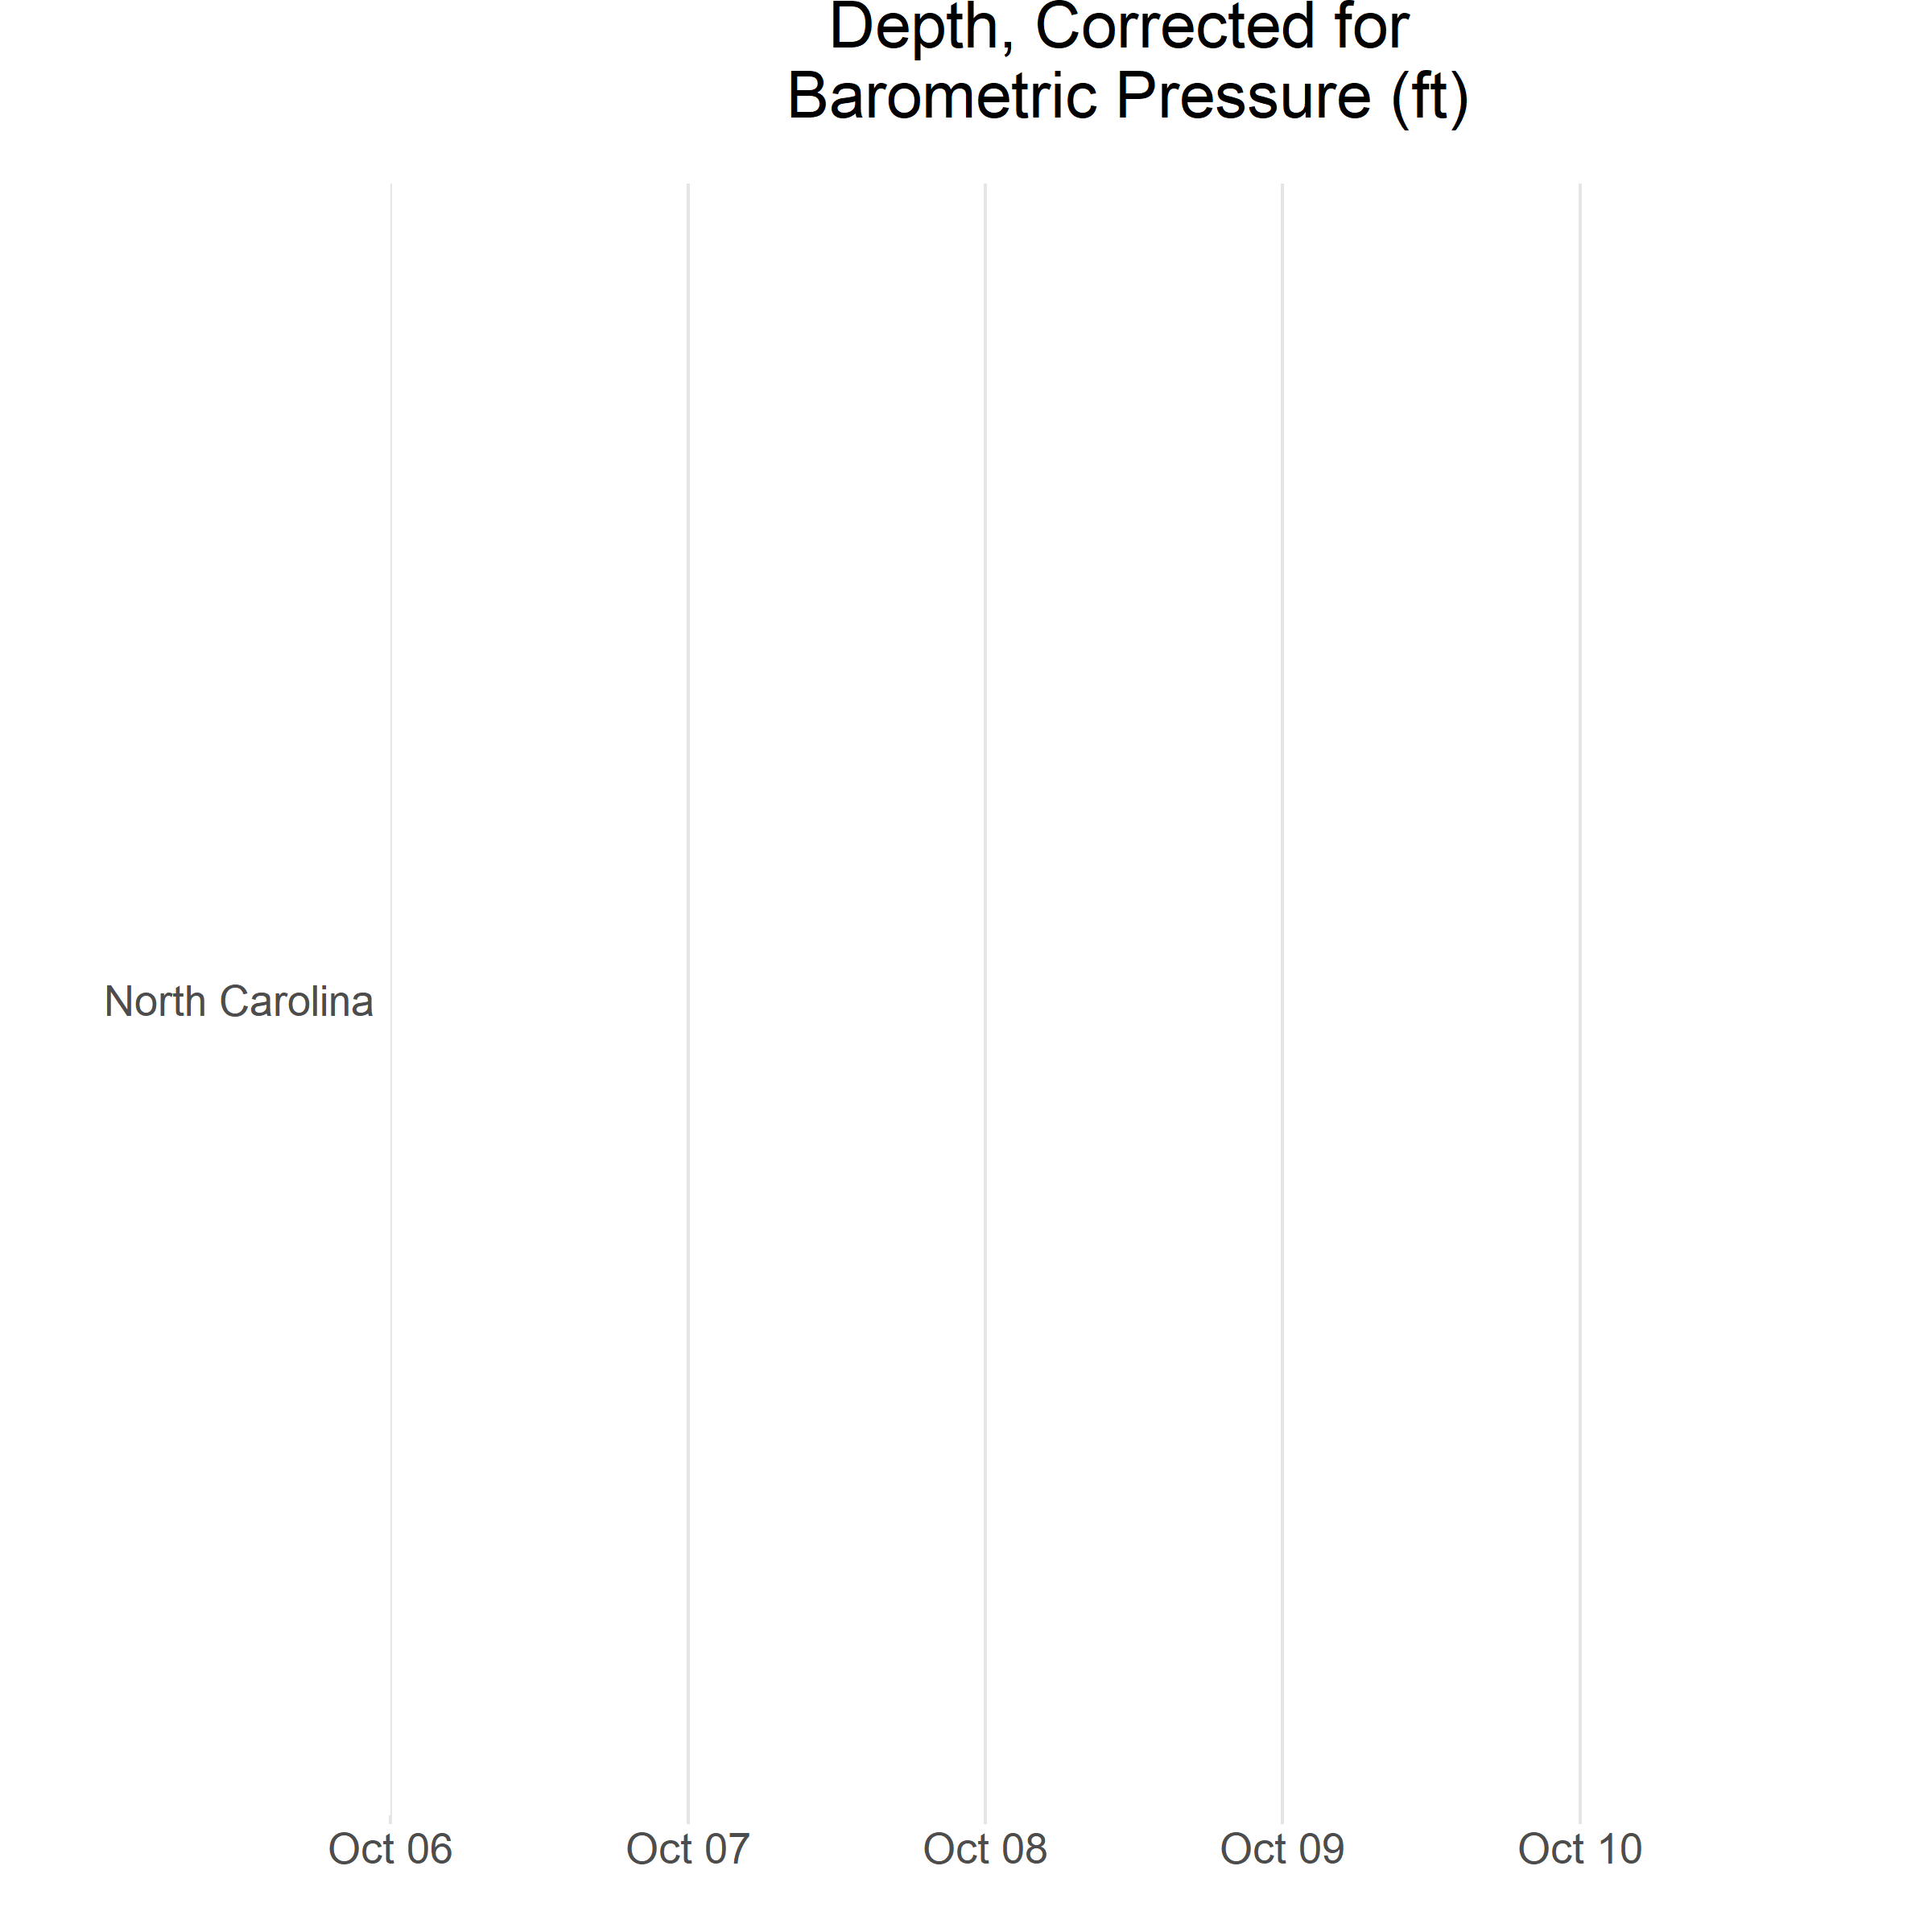 Depth, Corrected for
Barometric Pressure (ft)
North Carolina
Oct 06 Oct 07 Oct 08 Oct 09 Oct 10